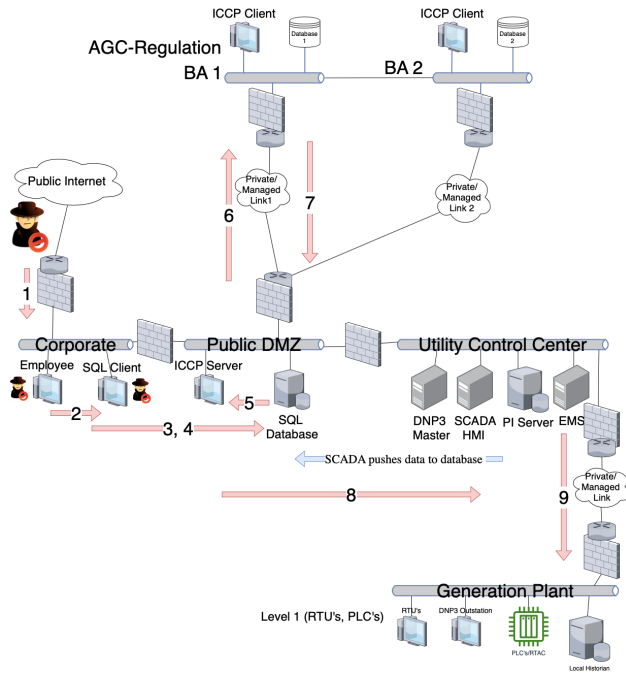 ICCP Client
Database
1
ICCP Client
Database
2
AGC-Regulation
BA 1
BA 2
Public Internet
Private/
Managed
Link1
Private/
Managed
Link 2
6
7
1
Corporate
Public DMZ
Utility Control Center
Employee
SQL Client
ICCP Server
5
2
3, 4
SQL
Database
DNP3
Master
SCADA
HMI
PI Server
EMS
SCADA pushes data to database
8
9
Private/
Managed
Link
Generation Plant
Level 1 (RTU's, PLC's)
RTU's
DNP3 Outstation
PLC's/RTAC
Local Historian